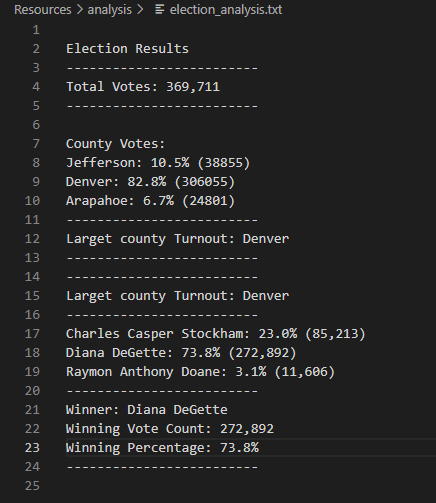 Resources > analysis > election_analysis.txt
1
2 Election Results
3 -------------------------
4 Total Votes: 369,711
5 -------------------------
6
7 County Votes:
8 Jefferson: 10.5% (38855)
9 Denver: 82.8% (306055)
10 Arapahoe: 6.7% (24801)
11 -------------------------
12 Larget county Turnout: Denver
13 -------------------------
14 -------------------------
15 Larget county Turnout: Denver
16 -------------------------
17 Charles Casper Stockham: 23.0% (85,213)
18 Diana DeGette: 73.8% (272,892)
19 Raymon Anthony Doane: 3.1% (11,606)
20 -------------------------
21 Winner: Diana DeGette
22 Winning Vote Count: 272,892
23 Winning Percentage: 73.8%
24 -------------------------
25